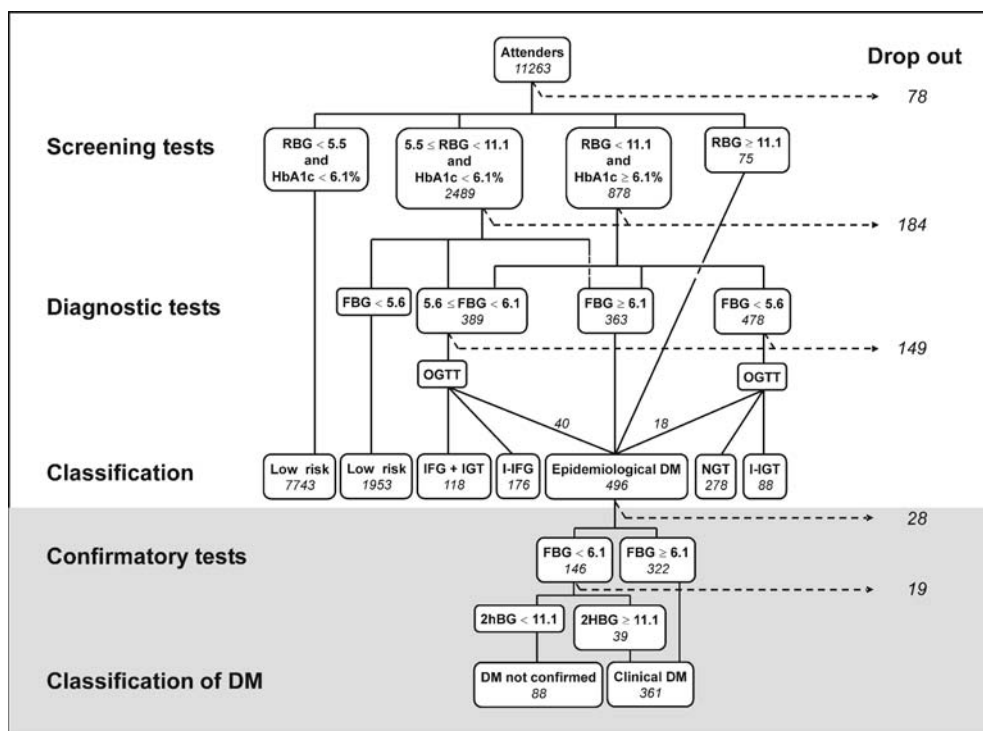 Attenders
11263
Drop out
78
Screening tests
RBG < 5.5
and
HbA1c < 6.1%
5.5 ≤ RBG < 11.1
and
HbA1c < 6.1%
2489
RBG < 11.1
and
HbA1c ≥ 6.1%
878
RBG ≥ 11.1
75
184
Diagnostic tests
FBG < 5.6
5.6 ≤ FBG < 6.1
389
FBG ≥ 6.1
363
FBG < 5.6
478
149
OGTT
OGTT
40
18
Classification
Low risk
7743
Low risk
1953
IFG + IGT
118
I-IFG
176
Epidemiological DM
496
NGT
278
I-IGT
88
28
Confirmatory tests
FBG < 6.1
146
FBG ≥ 6.1
322
19
2hBG < 11.1
2HBG ≥ 11.1
39
Classification of DM
DM not confirmed
88
Clinical DM
361